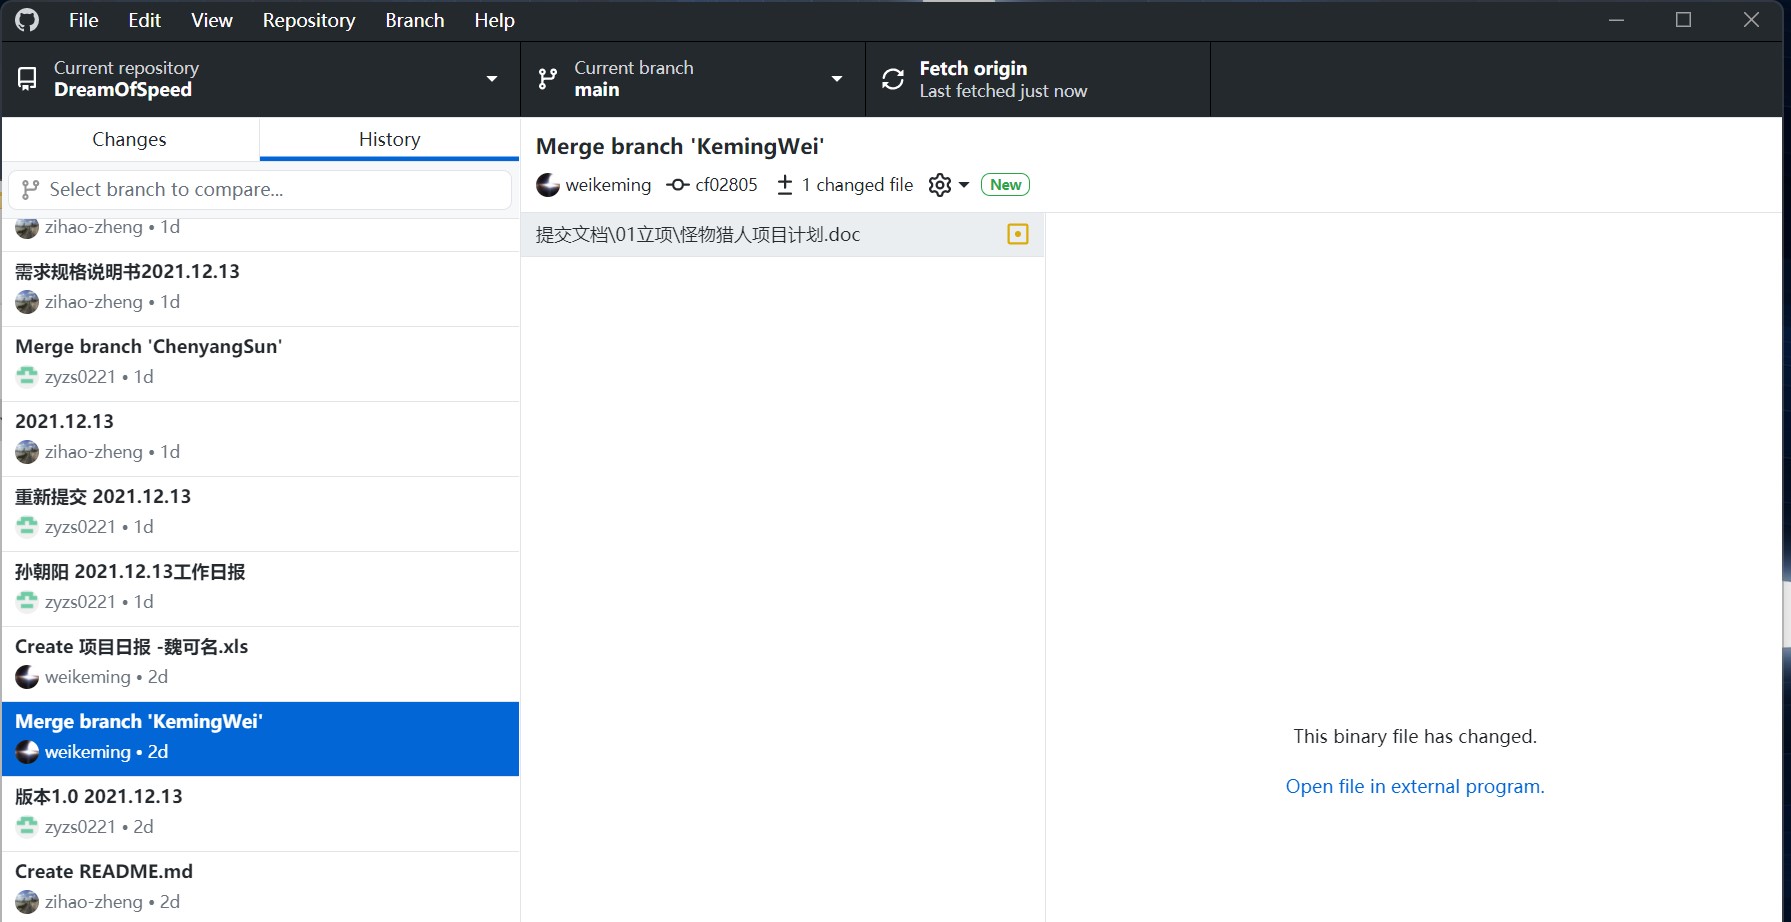 File Edit View Repository Branch Help
Current repository
DreamOfSpeed
Current branch
main
Fetch origin
Last fetched just now
Changes
History
Select branch to compare...
zihao-zheng • 1d
需求规格说明书2021.12.13
zihao-zheng • 1d
Merge branch 'ChenyangSun'
zyzs0221 • 1d
2021.12.13
zihao-zheng • 1d
重新提交 2021.12.13
zyzs0221 • 1d
孙朝阳 2021.12.13工作日报
zyzs0221 • 1d
Create 项目日报 -魏可名.xls
weikeming • 2d
Merge branch 'KemingWei'
weikeming • 2d
版本1.0 2021.12.13
zyzs0221 • 2d
Create README.md
zihao-zheng • 2d
Merge branch 'KemingWei'
weikeming cf02805 1 changed file New
提交文档\01立项\怪物猎人项目计划.doc
This binary file has changed.
Open file in external program.